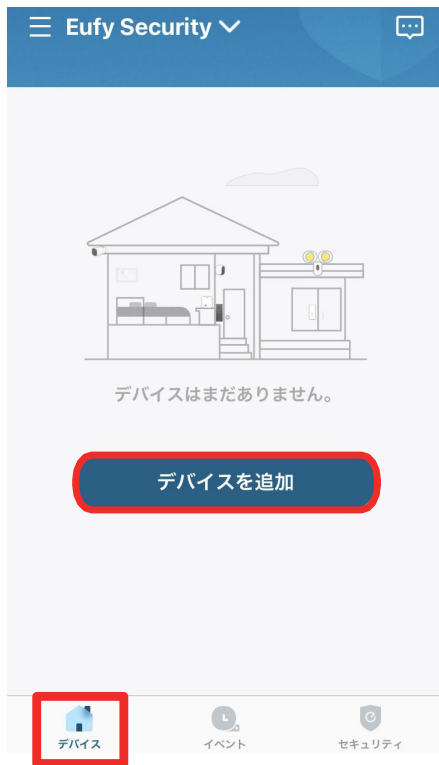 Eufy Security
デバイスはまだありません。
デバイスを追加
デバイス
イベント
セキュリティ